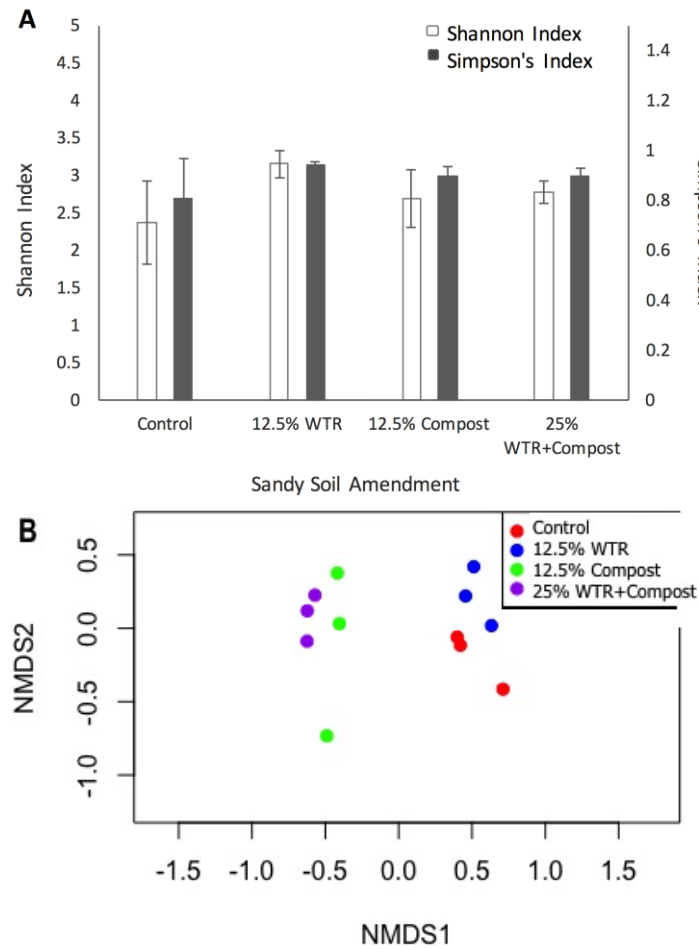 A
Shannon Index
Simpson's Index
5
4.5
4
3.5
3
2.5
2
1.5
1
0.5
0
Shannon Index
1.4
1.2
1
0.8
0.6
0.4
0.2
0
Control
12.5% WTR
12.5% Compost
25%
WTR+Compost
Sandy Soil Amendment
B
Control
12.5% WTR
12.5% Compost
25% WTR+Compost
0.5
0.0
-0.5
-1.0
NMDS2
-1.5 -1.0 -0.5 0.0 0.5 1.0 1.5
NMDS1